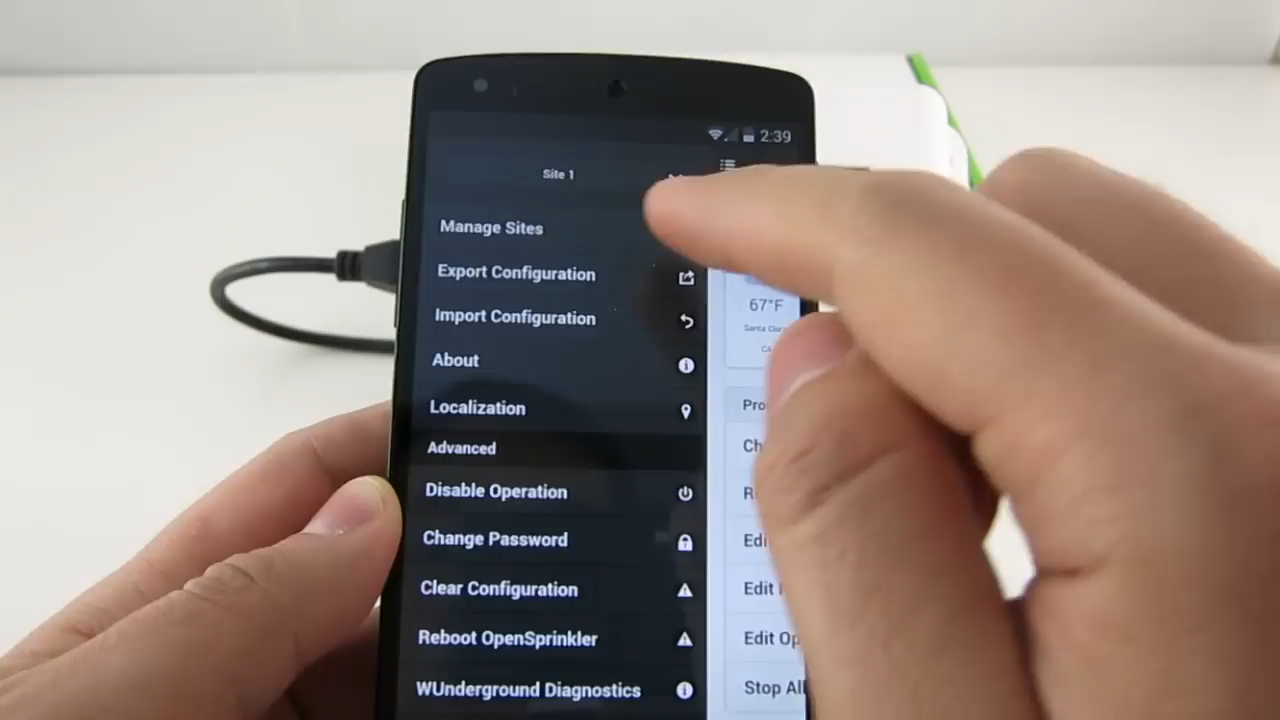 2:39
Site 1
Manage Sites
Export Configuration
Import Configuration
About
Localization
Advanced
Disable Operation
Change Password
Clear Configuration
Reboot OpenSprinkler
WUnderground Diagnostics
67°F
Santa Clar
CA
Pro
Ch
R
Edi
Edit
Edit Op
Stop All